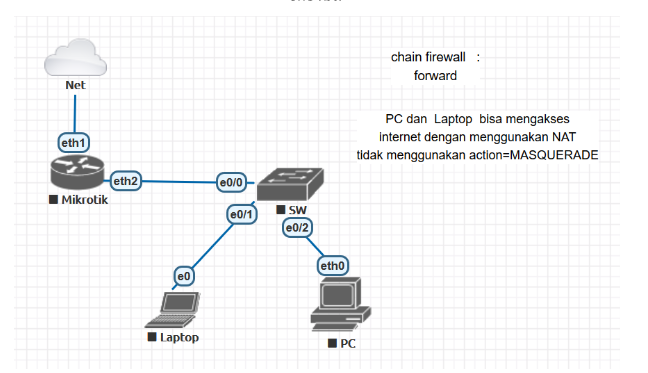 chain firewall :
forward
Net
PC dan Laptop bisa mengakses
internet dengan menggunakan NAT
tidak menggunakan action=MASQUERADE
eth1
eth2
e0/0
Mikrotik
SW
e0/1
e0/2
eth0
e0
Laptop
PC